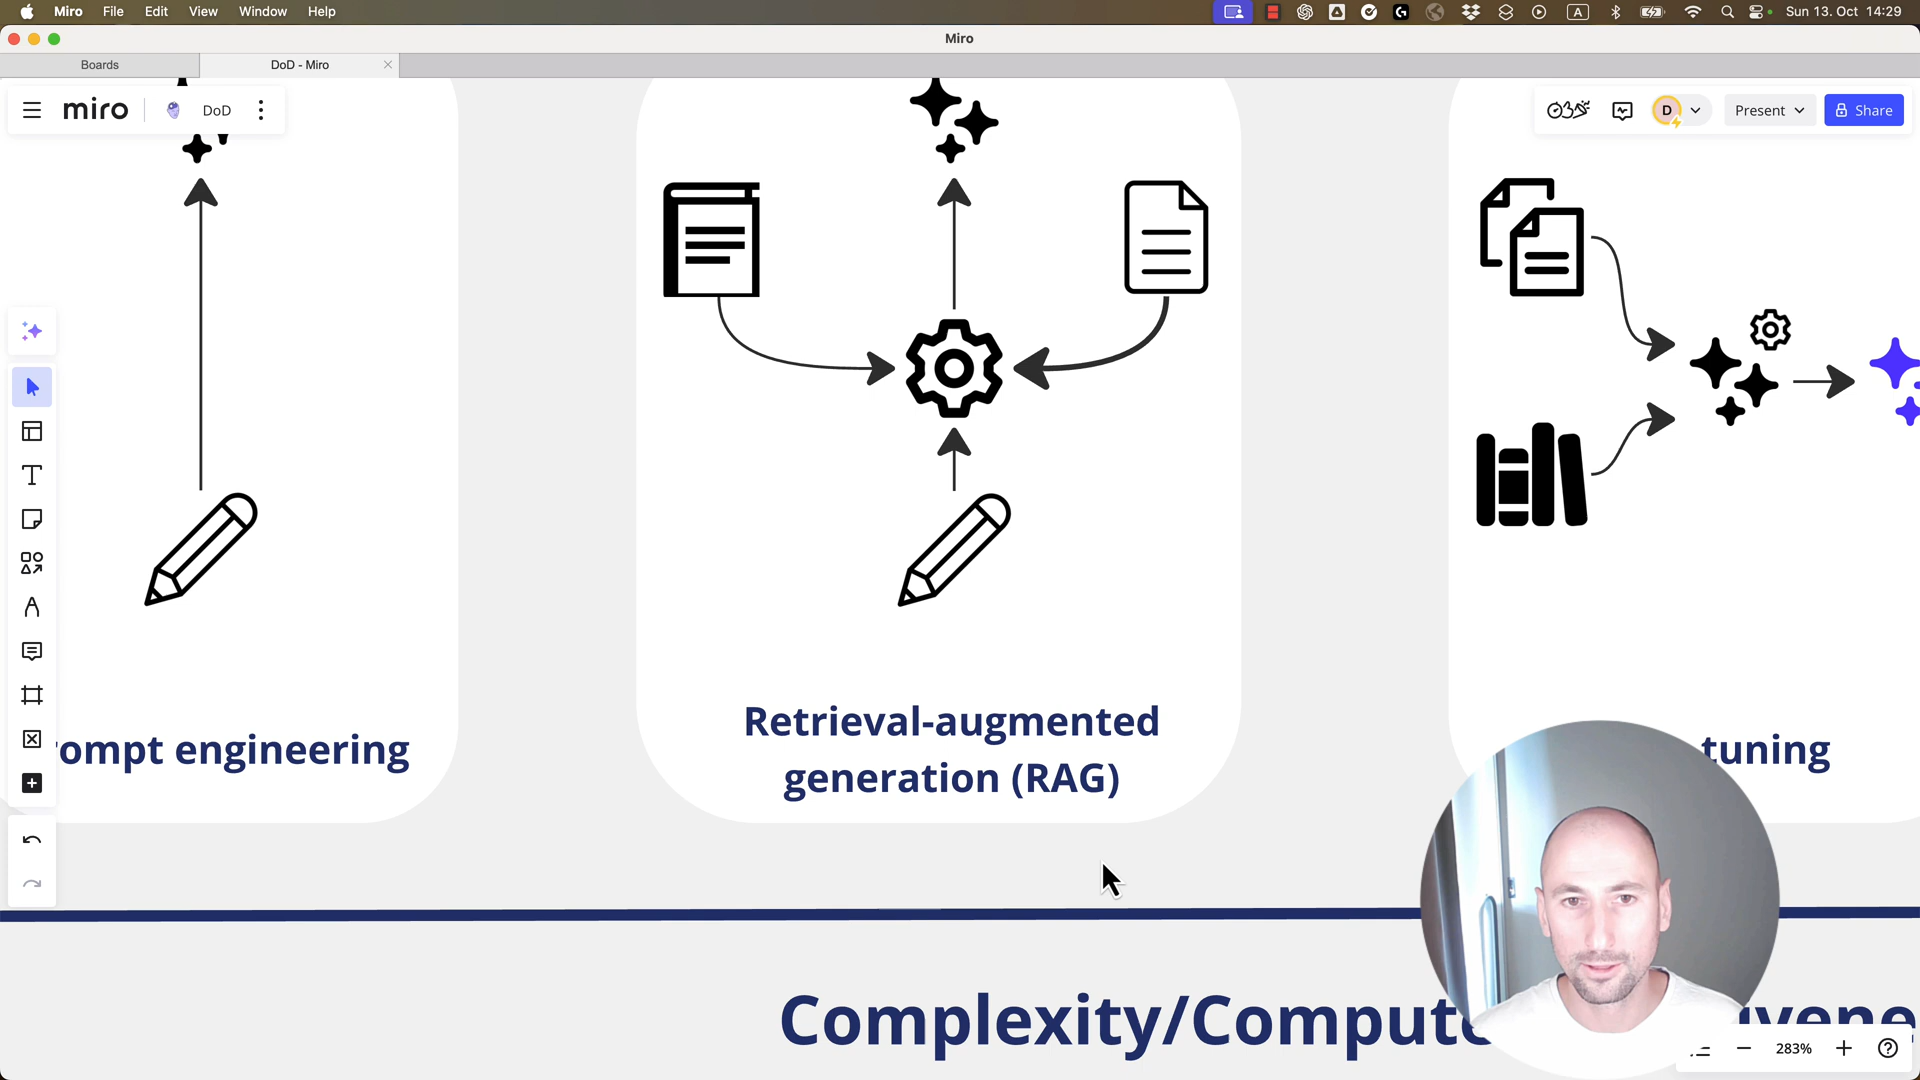 Miro File Edit View Window Help
A
Sun 13. Oct 14:29
Miro
Boards
DoD - Miro
miro
DoD
D
Present
Share
T
ompt engineering
Retrieval-augmented
generation (RAG)
tuning
Complexity/Compute
283%